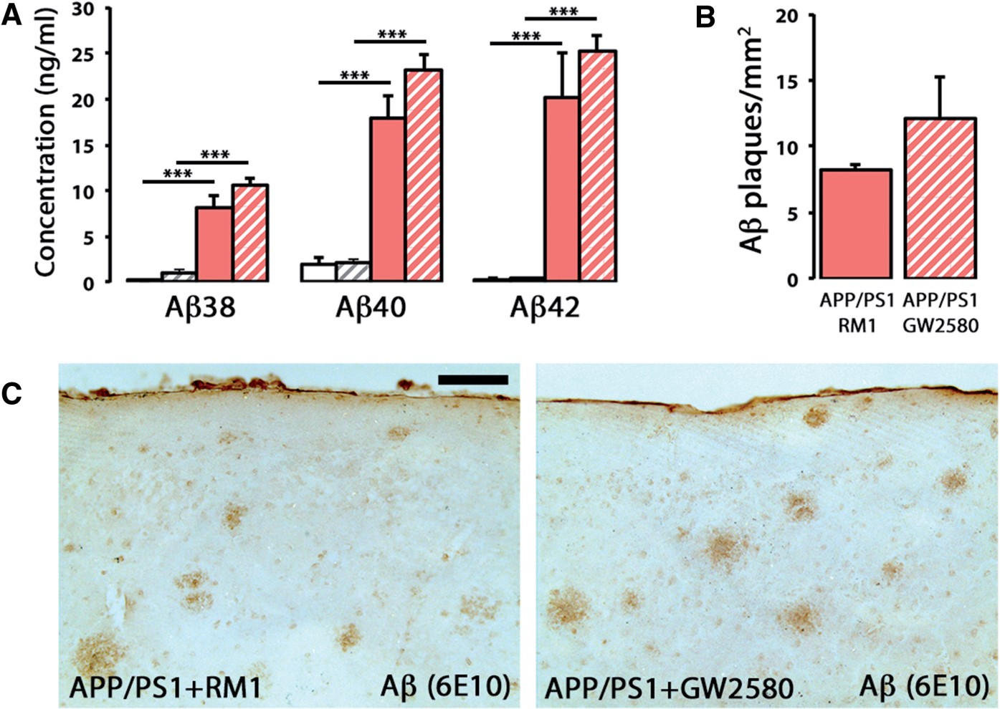 A
Concentration (ng/ml)
30
25
20
15
10
5
0
***
***
***
***
***
***
Aβ38 Aβ40 Aβ42
B
Aβ plaques/mm²
20
15
10
5
0
APP/PS1 APP/PS1
RM1 GW2580
C
APP/PS1+RM1 Aβ (6E10)
APP/PS1+GW2580 Aβ (6E10)